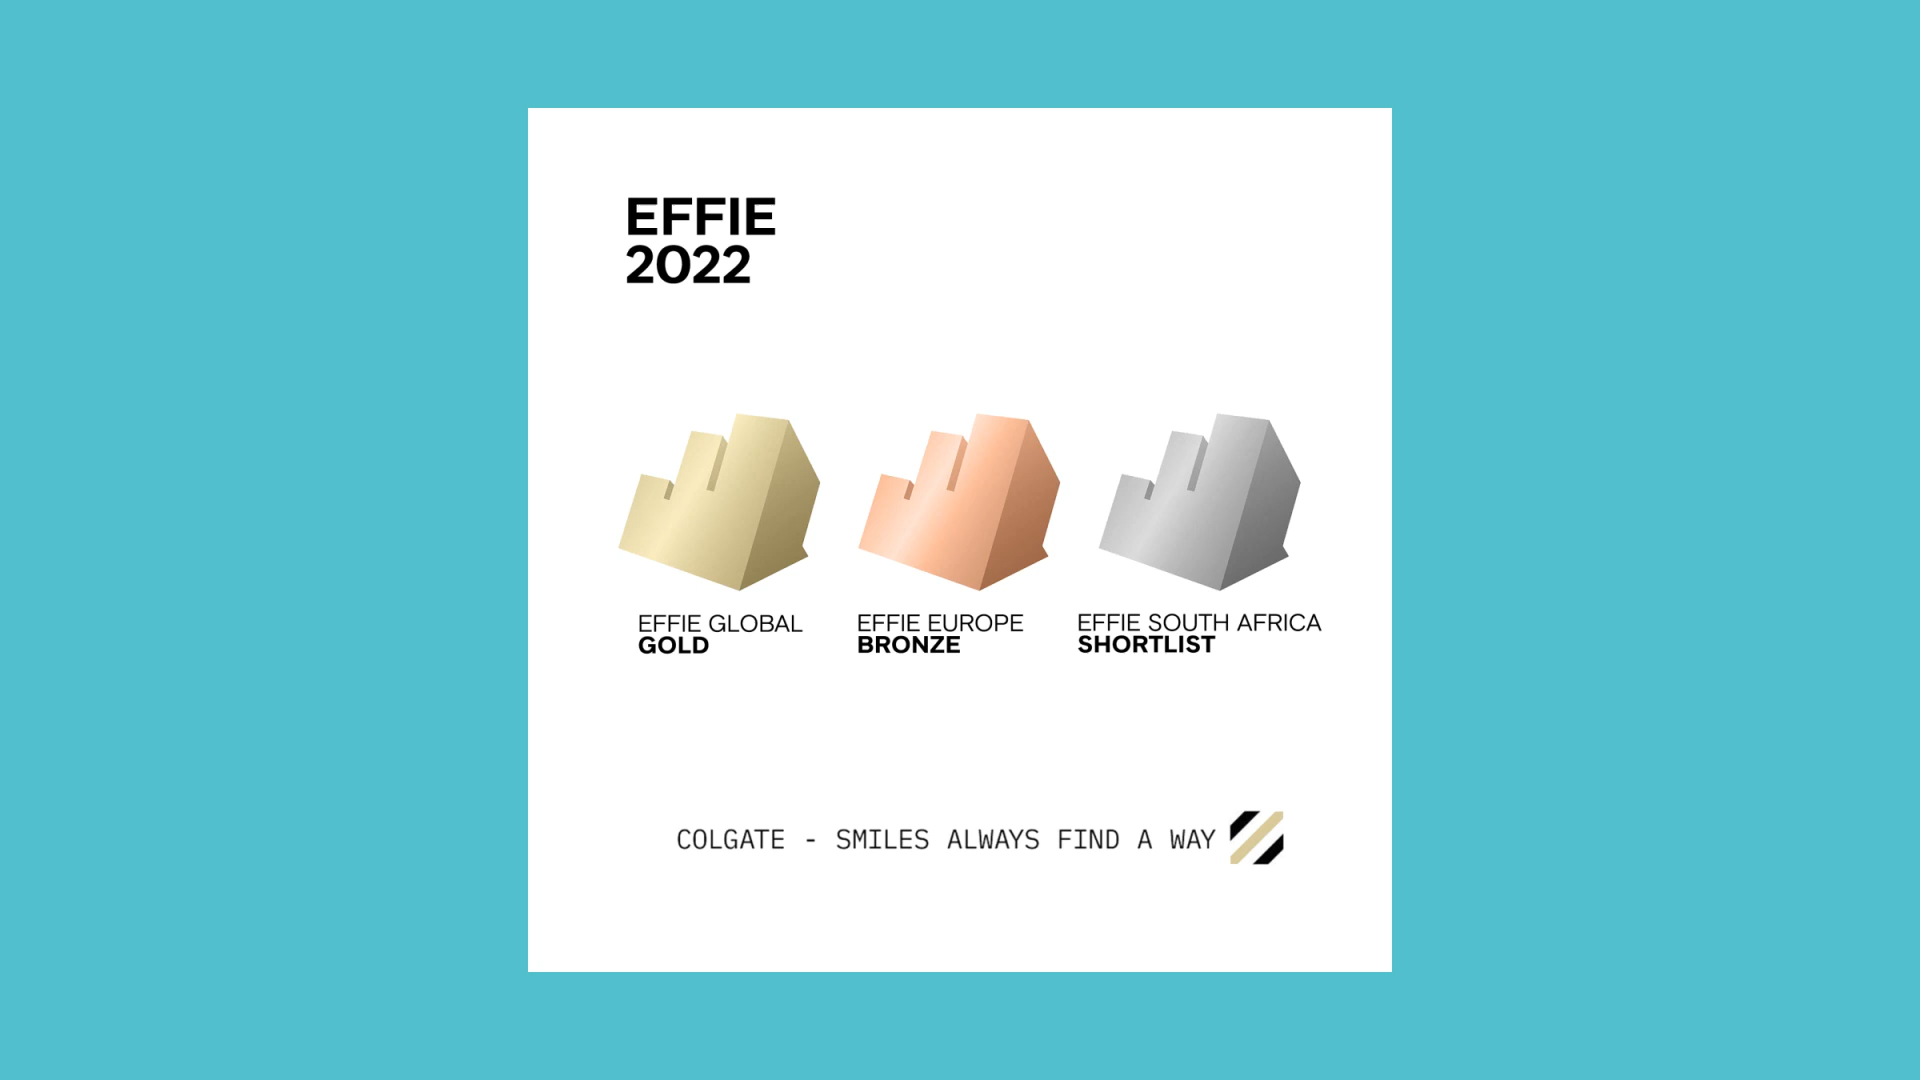 EFFIE
2022
EFFIE GLOBAL
GOLD
EFFIE EUROPE
BRONZE
EFFIE SOUTH AFRICA
SHORTLIST
COLGATE - SMILES ALWAYS FIND A WAY